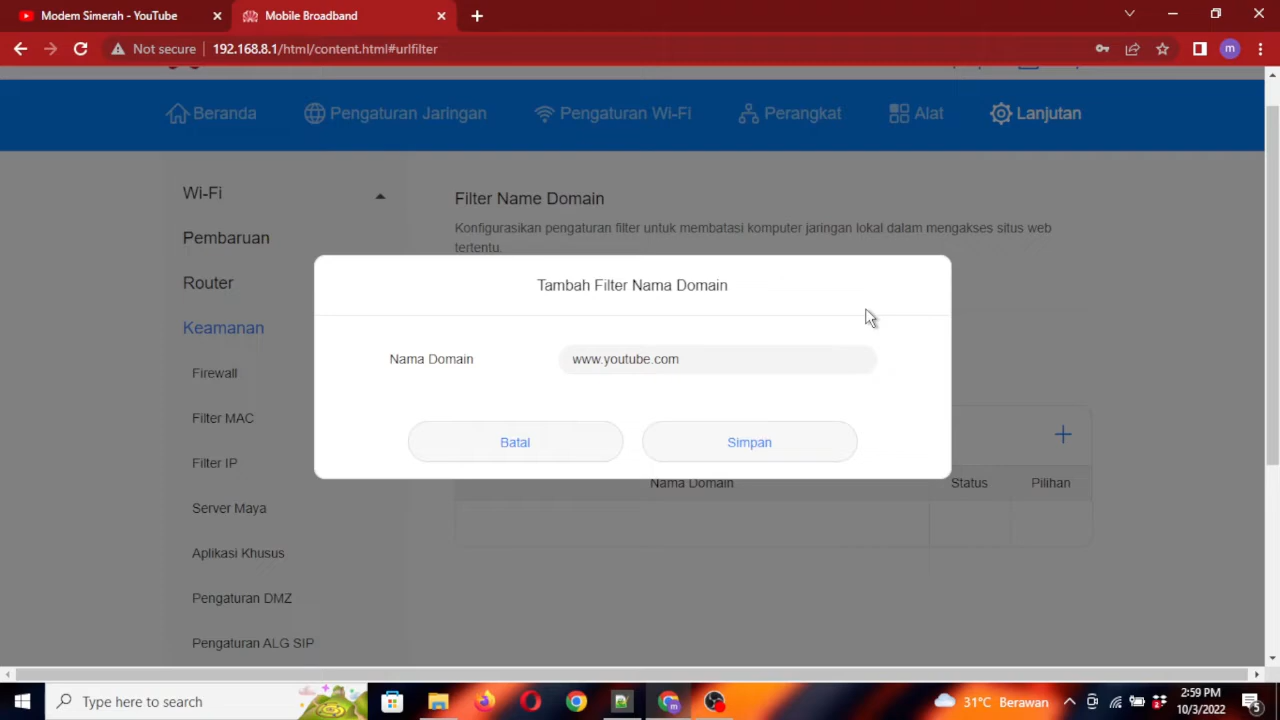 Modem Simerah - YouTube
Mobile Broadband
Not secure
192.168.8.1/html/content.html#urlfilter
m
Beranda
Pengaturan Jaringan
Pengaturan Wi-Fi
Perangkat
Alat
Lanjutan
Wi-Fi
Pembaruan
Router
Keamanan
Firewall
Filter MAC
Filter IP
Server Maya
Aplikasi Khusus
Pengaturan DMZ
Pengaturan ALG SIP
Filter Name Domain
Konfigurasikan pengaturan filter untuk membatasi komputer jaringan lokal dalam mengakses situs web
tertentu.
Tambah Filter Nama Domain
Nama Domain
www.youtube.com
Batal
Simpan
Nama Domain
Status
Pilihan
Type here to search
31°C Berawan
2:59 PM
10/3/2022
5